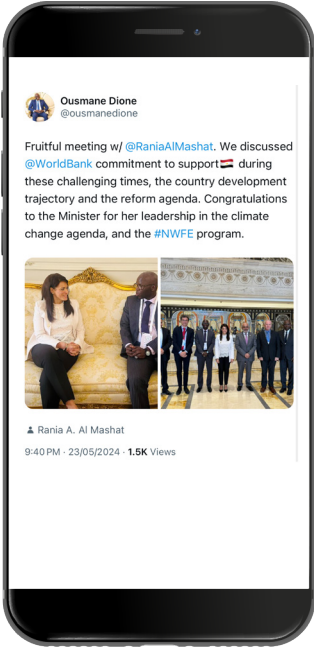 Ousmane Dione
@ousmanedione
Fruitful meeting w/ @RaniaAlMashat. We discussed
@WorldBank commitment to support🇪🇬 during
these challenging times, the country development
trajectory and the reform agenda. Congratulations
to the Minister for her leadership in the climate
change agenda, and the #NWFE program.
Rania A. Al Mashat
9:40 PM · 23/05/2024 · 1.5K Views